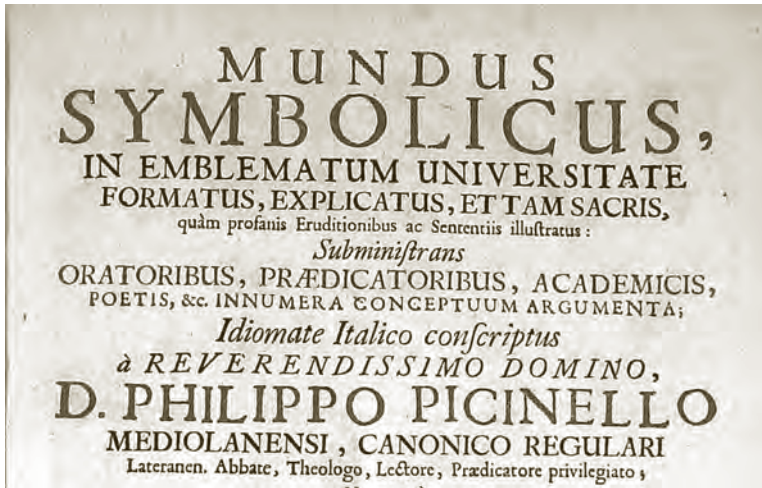 MUNDUS
SYMBOLICUS,
IN EMBLEMATUM UNIVERSITATE
FORMATUS, EXPLICATUS, ET TAM SACRIS,
quàm profanis Eruditionibus ac Sententiis illuſtratus :
Subminiſtrans
ORATORIBUS, PRÆDICATORIBUS, ACADEMICIS,
POETIS, &c. INNUMERA CONCEPTUUM ARGUMENTA;
Idiomate Italico conſcriptus
à REVERENDISSIMO DOMINO,
D. PHILIPPO PICINELLO
MEDIOLANENSI, CANONICO REGULARI
Lateranen. Abbate, Theologo, Lectore, Prædicatore privilegiato,